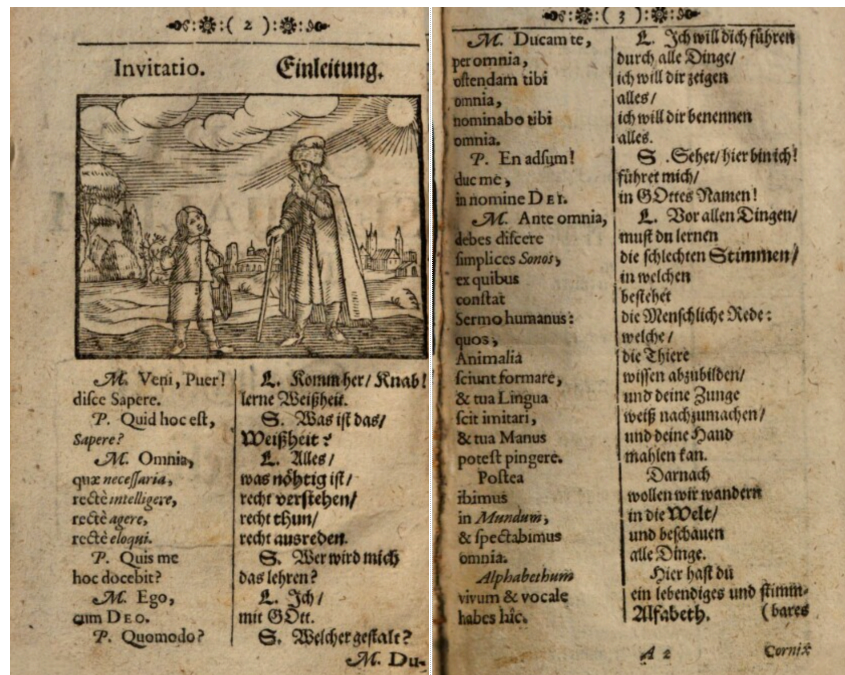 :( 2 ):
Invitatio.
Einleitung.
M. Veni, Puer!
diſce Sapere.
P. Quid hoc eſt,
Sapere?
M. Omnia,
quæ neceſſaria,
rectè intelligere,
rectè agere,
rectè eloqui.
P. Quis me
hoc docebit?
M. Ego,
cum DEO.
P. Quomodo?
L. Komm her/ Knab!
lerne Weißheit.
S. Was iſt das/
Weißheit?
L. Alles/
was nöhtig iſt/
recht verſtehen/
recht thun/
recht ausreden.
S. Wer wird mich
das lehren?
L. Ich/
mit GOtt.
S. Welcher geſtalt?
M. Du-
:( 3 ):
M. Ducam te,
per omnia,
oſtendam tibi
omnia,
nominabo tibi
omnia.
P. En adſum!
duc me,
in nomine DEI.
M. Ante omnia,
debes diſcere
ſimplices Sonos,
ex quibus
conſtat
Sermo humanus:
quos,
Animalia
ſciunt formare,
& tua Lingua
ſcit imitari,
& tua Manus
poteſt pingere.
Poſtea
ibimus
in Mundum,
& ſpectabimus
omnia.
Alphabethum
vivum & vocale
habes hîc.
L. Ich will dich führen
durch alle Dinge/
ich will dir zeigen
alles/
ich will dir benennen
alles.
S. Sehet/ hier bin ich!
führet mich/
in GOttes Namen!
L. Vor allen Dingen/
muſt du lernen
die ſchlechten Stimmen/
in welchen
beſtehet
die Menſchliche Rede:
welche/
die Thiere
wiſſen abzubilden/
und deine Zunge
weiß nachzumachen/
und deine Hand
mahlen kan.
Darnach
wollen wir wandern
in die Welt/
und beſchauen
alle Dinge.
Hier haſt du
ein lebendiges und ſtimm-
Alfabeth. (bares
A 2
Cornix